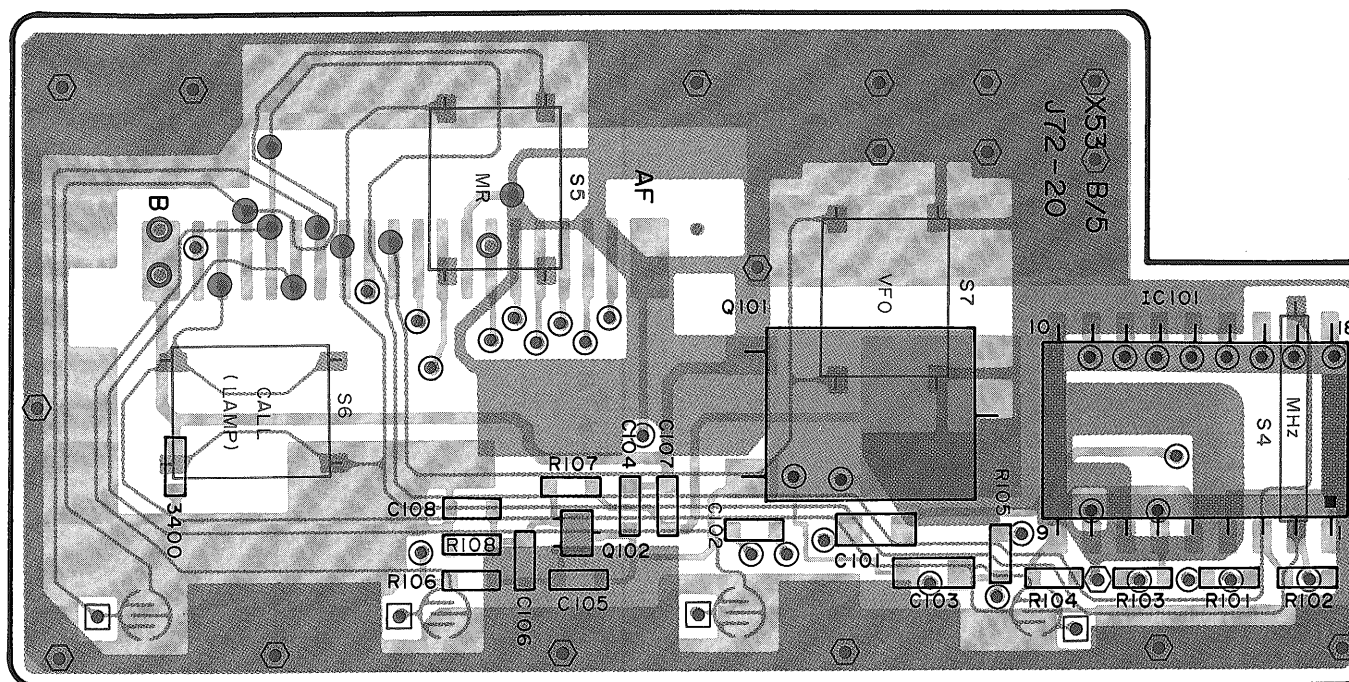 X53 B/5
J72-20
B
MR
S5
AF
Q101
VFO
S7
IC101
10
18
CALL
(LAMP)
S6
S4
MHz
3400
R107
C104
C107
C108
R108
Q102
R106
C106
C105
C102
C101
R105
9
1
C103
R104
R103
R101
R102